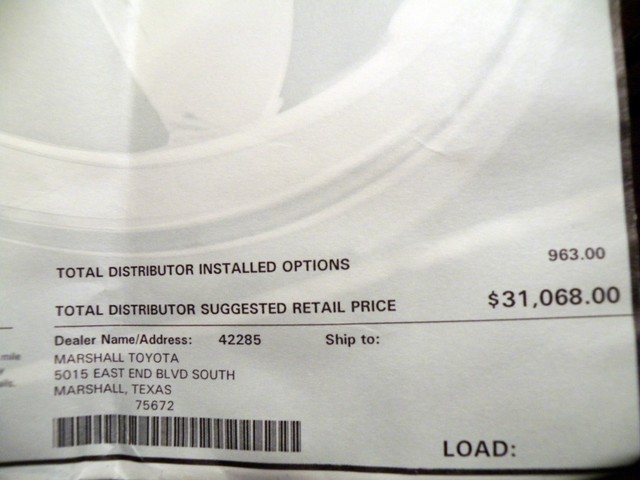 TOTAL DISTRIBUTOR INSTALLED OPTIONS 963.00
TOTAL DISTRIBUTOR SUGGESTED RETAIL PRICE $31,068.00
Dealer Name/Address: 42285 Ship to:
mile
MARSHALL TOYOTA
5015 EAST END BLVD SOUTH
MARSHALL, TEXAS
75672
LOAD: